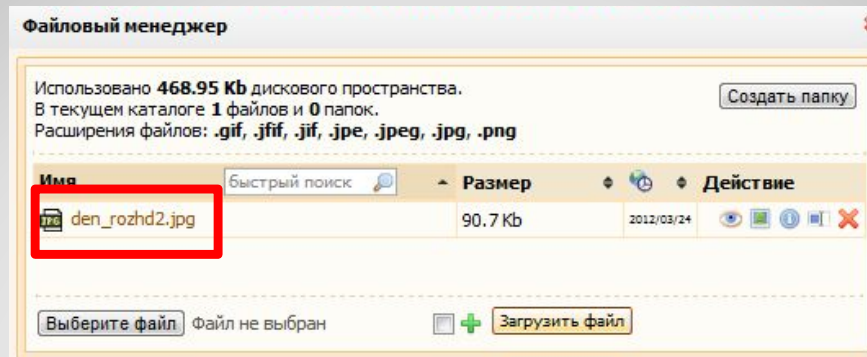 Файловый менеджер
Использовано 468.95 Kb дискового пространства.
В текущем каталоге 1 файлов и 0 папок.
Расширения файлов: .gif, .jfif, .jif, .jpe, .jpeg, .jpg, .png
Создать папку
Имя быстрый поиск Размер Действие
JPG den_rozhd2.jpg 90.7 Kb 2012/03/24
Выберите файл Файл не выбран Загрузить файл